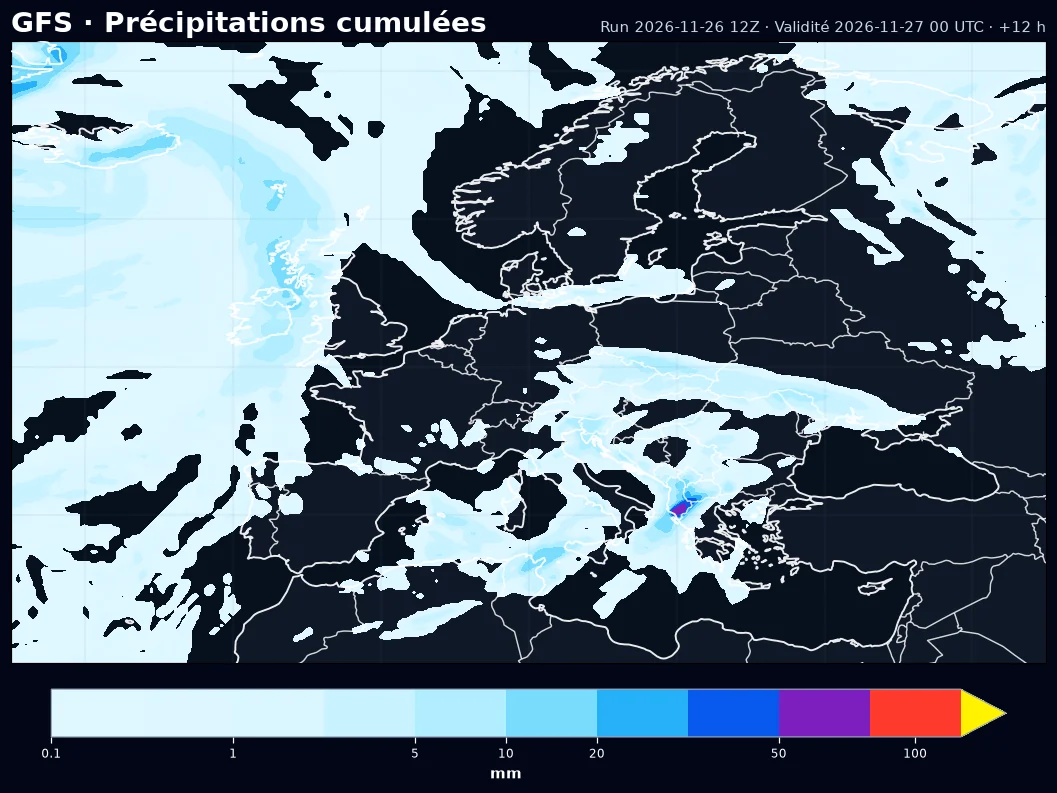 GFS · Précipitations cumulées
Run 2026-11-26 12Z · Validité 2026-11-27 00 UTC · +12 h
0.1 1 5 10 20 50 100
mm